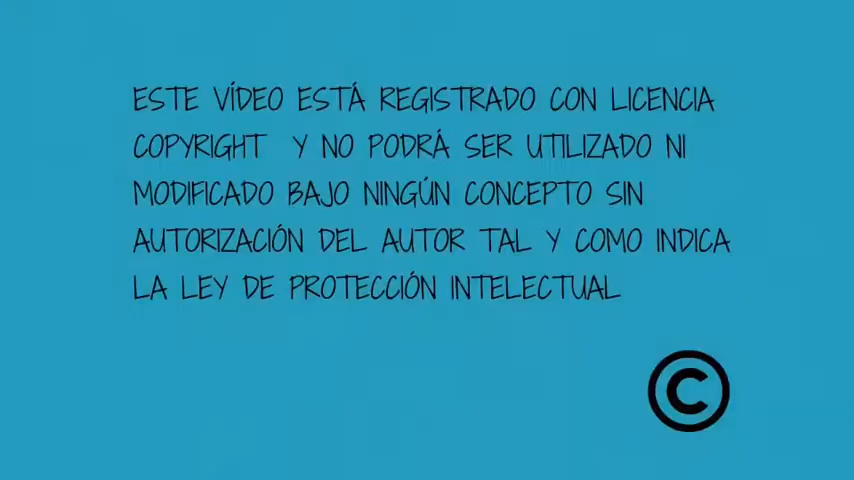 ESTE VÍDEO ESTÁ REGISTRADO CON LICENCIA
COPYRIGHT Y NO PODRÁ SER UTILIZADO NI
MODIFICADO BAJO NINGÚN CONCEPTO SIN
AUTORIZACIÓN DEL AUTOR TAL Y COMO INDICA
LA LEY DE PROTECCIÓN INTELECTUAL
©